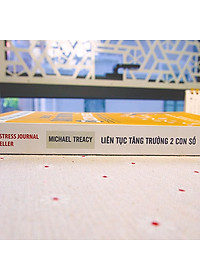 STRESS JOURNAL
ELLER
MICHAEL TREACY
LIÊN TỤC TĂNG TRƯỞNG 2 CON SỐ